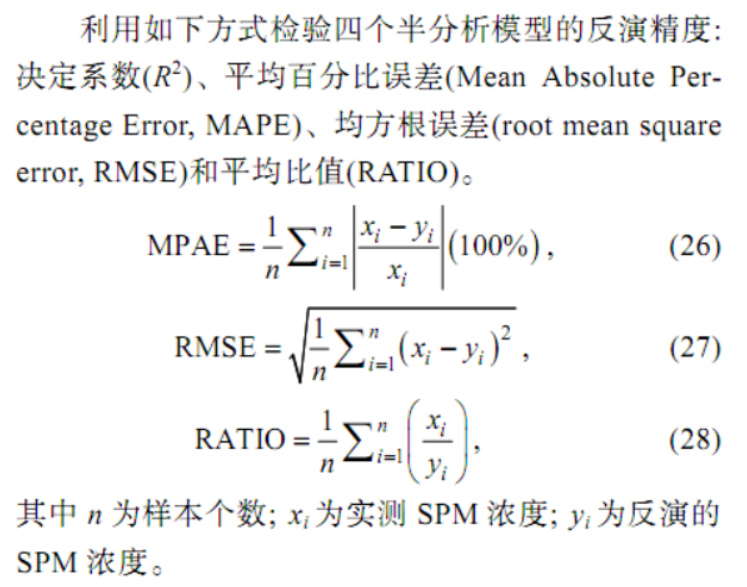 利用如下方式检验四个半分析模型的反演精度:
决定系数(R²)、平均百分比误差(Mean Absolute Per-
centage Error, MAPE)、均方根误差(root mean square
error, RMSE)和平均比值(RATIO)。
MPAE = \frac{1}{n}\sum_{i=1}^{n}\left|\frac{x_i - y_i}{x_i}\right|(100%), (26)
RMSE = \sqrt{\frac{1}{n}\sum_{i=1}^{n}(x_i - y_i)^2}, (27)
RATIO = \frac{1}{n}\sum_{i=1}^{n}\left(\frac{x_i}{y_i}\right), (28)
其中 n 为样本个数; x_i 为实测 SPM 浓度; y_i 为反演的
SPM 浓度。